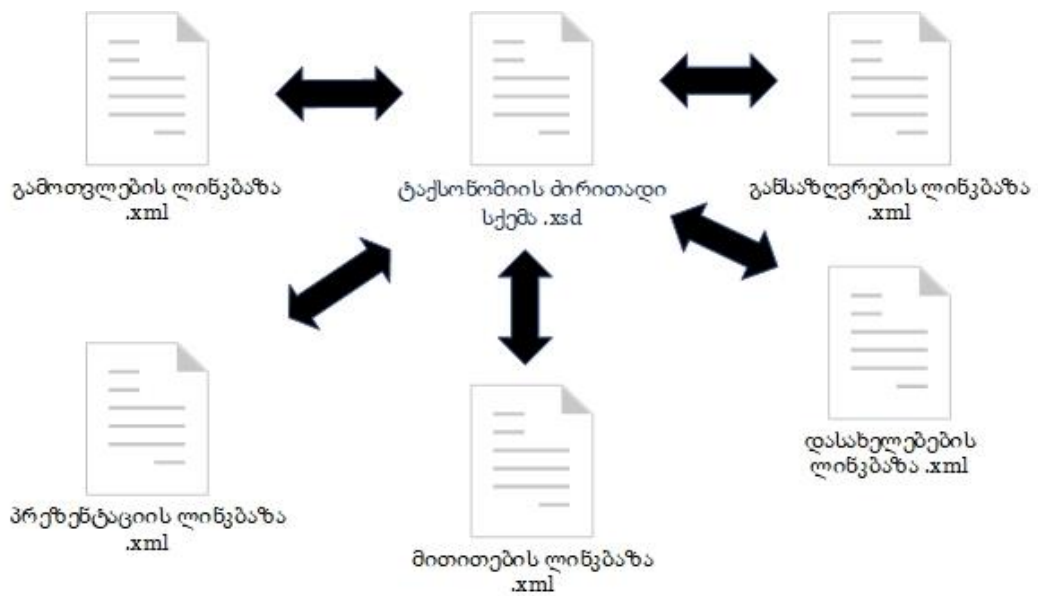 გამოთვლების ლინკბაზა
.xml
ტაქსონომიის ძირითადი
სქემა .xsd
განსაზღვრების ლინკბაზა
.xml
დასახელებების
ლინკბაზა .xml
პრეზენტაციის ლინკბაზა
.xml
მითითების ლინკბაზა
.xml